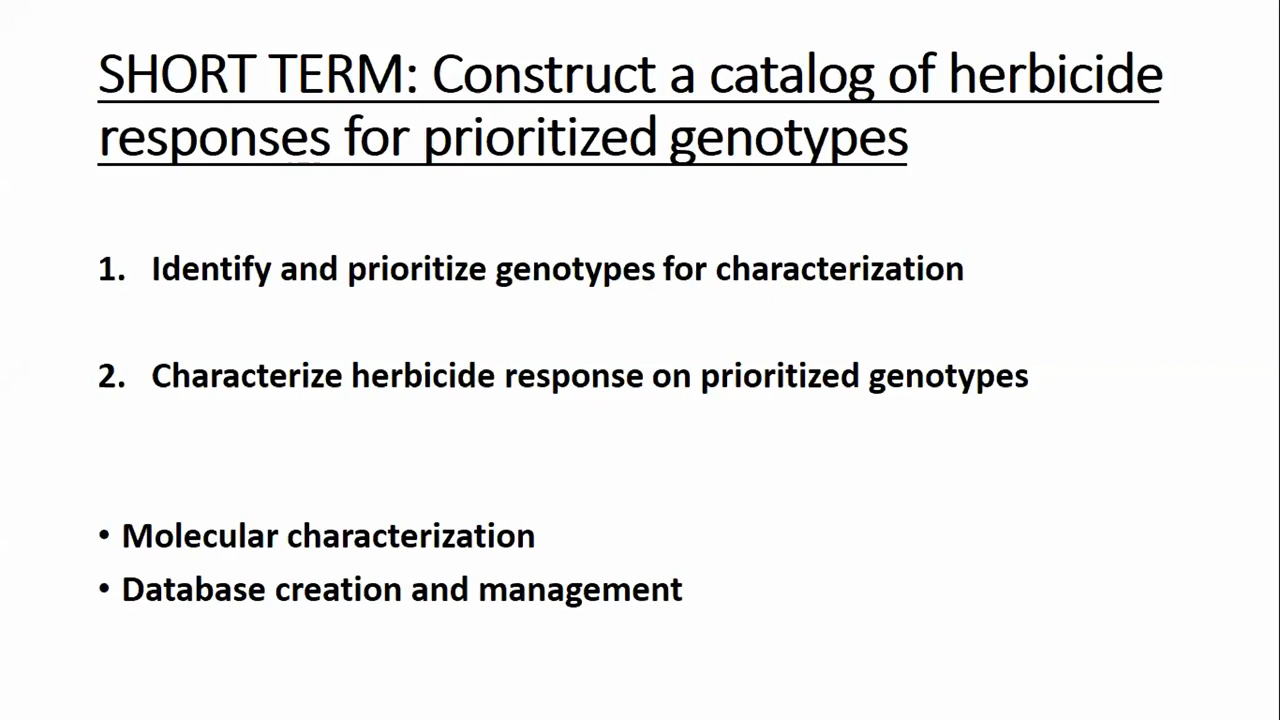 SHORT TERM: Construct a catalog of herbicide
responses for prioritized genotypes
1. Identify and prioritize genotypes for characterization
2. Characterize herbicide response on prioritized genotypes
• Molecular characterization
• Database creation and management